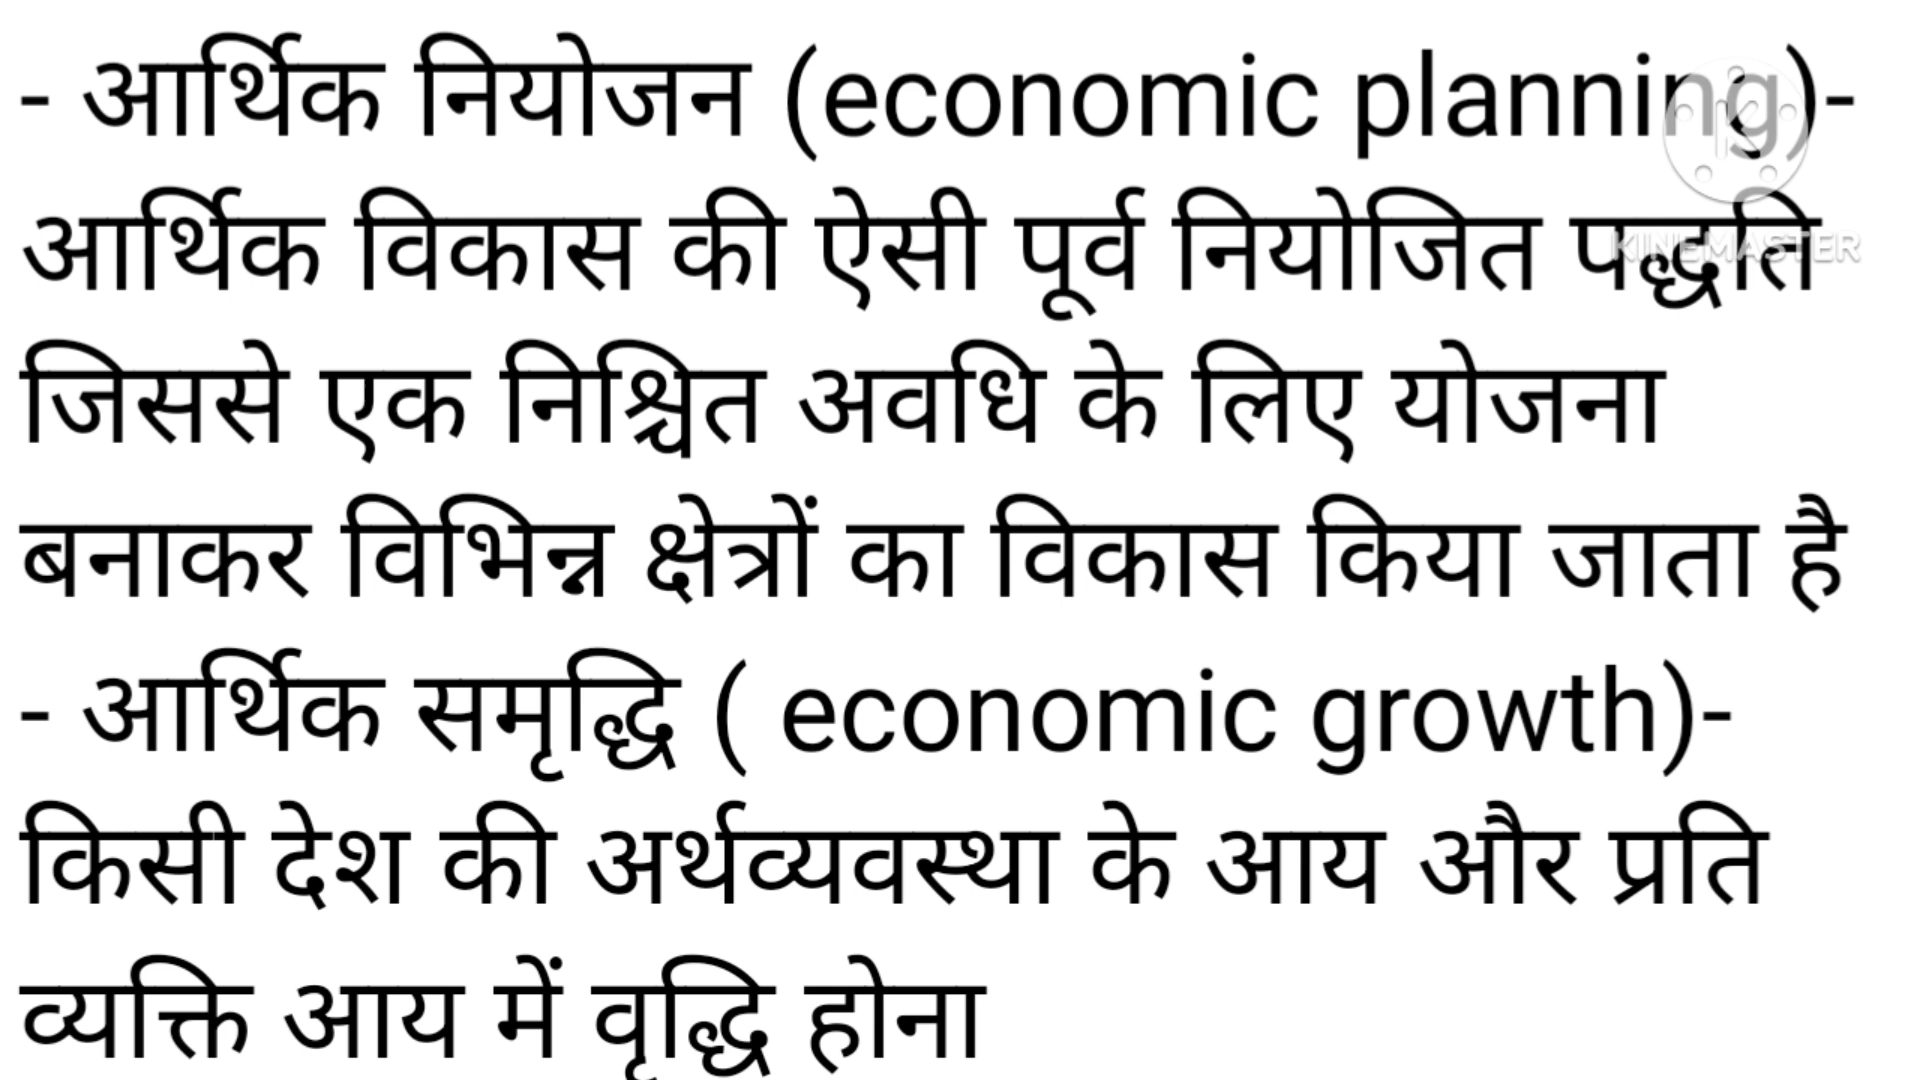 - आर्थिक नियोजन (economic planning)-
आर्थिक विकास की ऐसी पूर्व नियोजित पद्धति
जिससे एक निश्चित अवधि के लिए योजना
बनाकर विभिन्न क्षेत्रों का विकास किया जाता है
- आर्थिक समृद्धि ( economic growth)-
किसी देश की अर्थव्यवस्था के आय और प्रति
व्यक्ति आय में वृद्धि होना
KINEMASTER